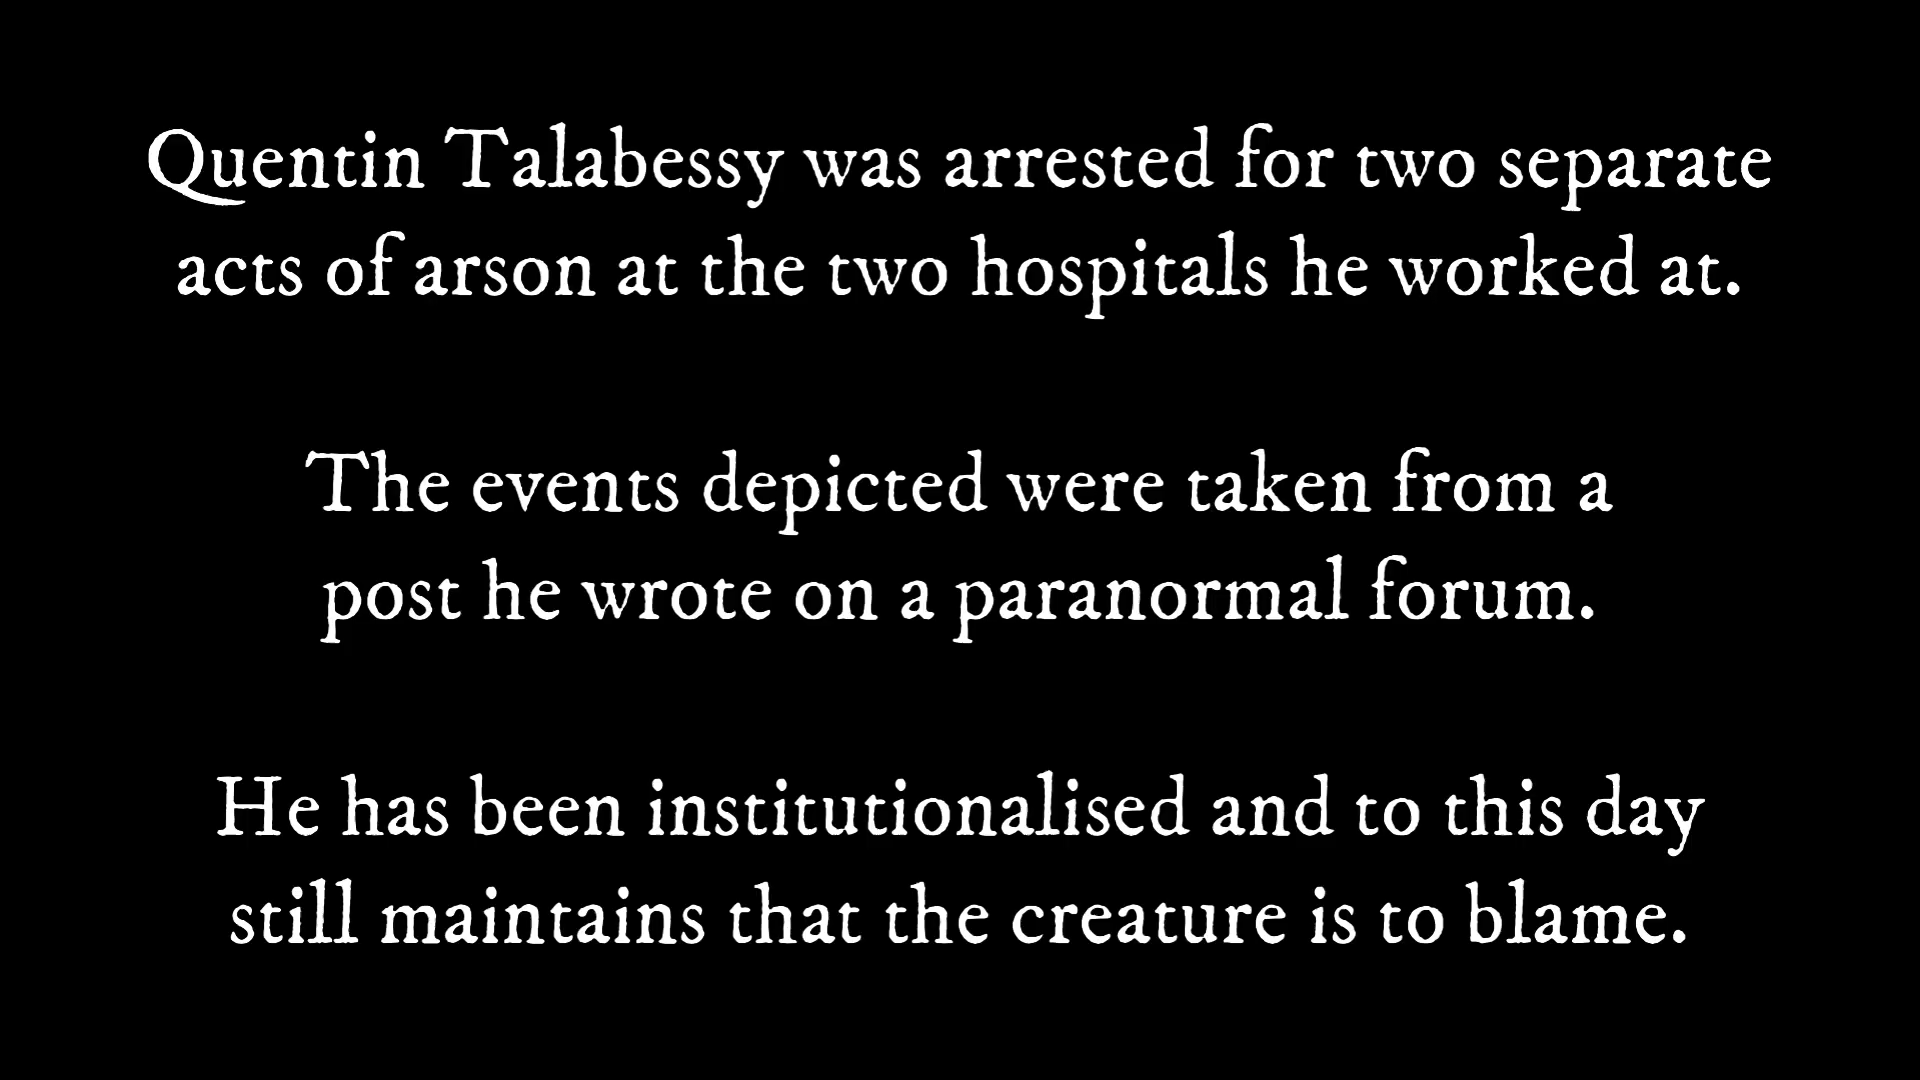 Quentin Talabessy was arrested for two separate
acts of arson at the two hospitals he worked at.
The events depicted were taken from a
post he wrote on a paranormal forum.
He has been institutionalised and to this day
still maintains that the creature is to blame.